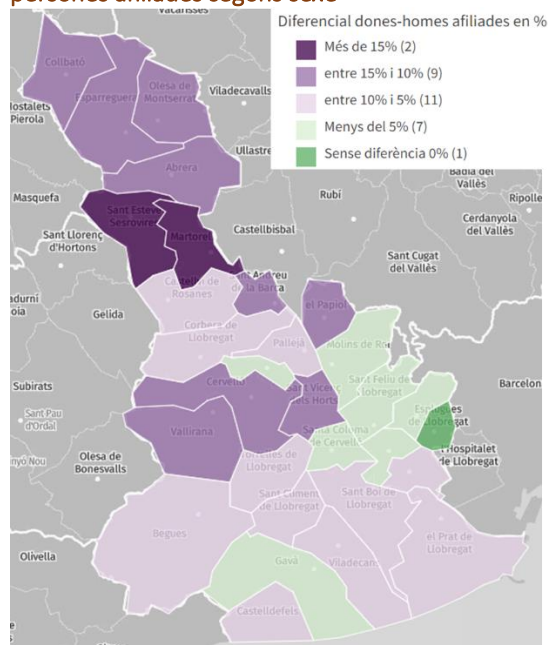 persones afiliades segons sexe
Diferencial dones-homes afiliades en %
Més de 15% (2)
entre 15% i 10% (9)
entre 10% i 5% (11)
Menys del 5% (7)
Sense diferència 0% (1)
Vacarisses
Collbató
Esparreguera
Olesa de
Montserrat
Viladecavalls
Hostalets
Pierola
Ullastre
Abrera
Badia del
Vallès
Masquefa
Rubí
Ripolle
Sant Esteve
Sesrovires
Martorell
Castellbisbal
Cerdanyola
del Vallès
Sant Llorenç
d'Hortons
Sant Cugat
del Vallès
Sant Andreu
de la Barca
Castellví de
Rosanes
Gelida
el Papiol
Corbera de
Llobregat
Pallejà
Molins de Rei
Subirats
Cervelló
Sant Vicenç
dels Horts
Sant Feliu de
Llobregat
Barcelon
Sant Pau
d'Ordal
Vallirana
Santa Coloma
de Cervelló
Esplugues
de Llobregat
l'Hospitalet
de Llobregat
Olesa de
Bonesvalls
Torrelles de
Llobregat
Sant Climent
de Llobregat
Sant Boi de
Llobregat
Begues
el Prat de
Llobregat
Olivella
Gavà
Viladecan
Castelldefels